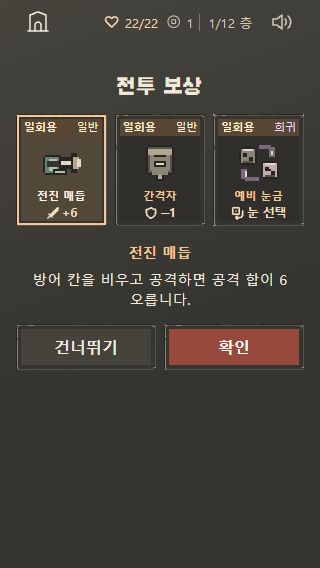 22/22 1 1/12 층
전투 보상
일회용 일반 일회용 일반 일회용 희귀
전진 매듭 간격자 예비 눈금
+6 −1 눈 선택
전진 매듭
방어 칸을 비우고 공격하면 공격 합이 6
오릅니다.
건너뛰기 확인